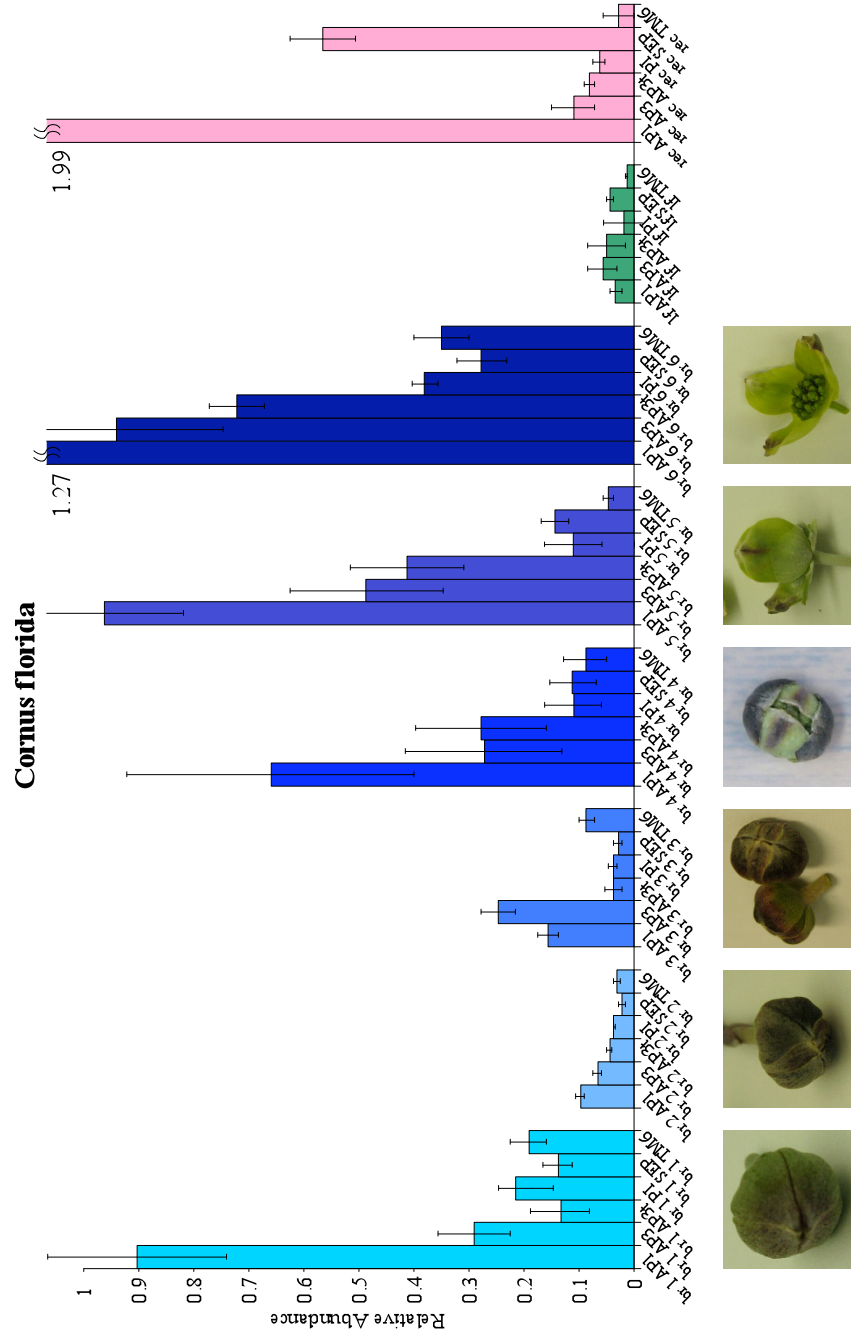 Cornus florida
Relative Abundance
1
0.9
0.8
0.7
0.6
0.5
0.4
0.3
0.2
0.1
0
1.27
1.99
br 1 AP1
br 1 AP3
br 1 AP3t
br 1 PI
br 1 SEP
br 1 TM6
br 2 AP1
br 2 AP3
br 2 AP3t
br 2 PI
br 2 SEP
br 2 TM6
br 3 AP1
br 3 AP3
br 3 AP3t
br 3 PI
br 3 SEP
br 3 TM6
br 4 AP1
br 4 AP3
br 4 AP3t
br 4 PI
br 4 SEP
br 4 TM6
br 5 AP1
br 5 AP3
br 5 AP3t
br 5 PI
br 5 SEP
br 5 TM6
br 6 AP1
br 6 AP3
br 6 AP3t
br 6 PI
br 6 SEP
br 6 TM6
lf AP1
lf AP3
lf AP3t
lf PI
lf SEP
lf TM6
rec AP1
rec AP3
rec AP3t
rec PI
rec SEP
rec TM6